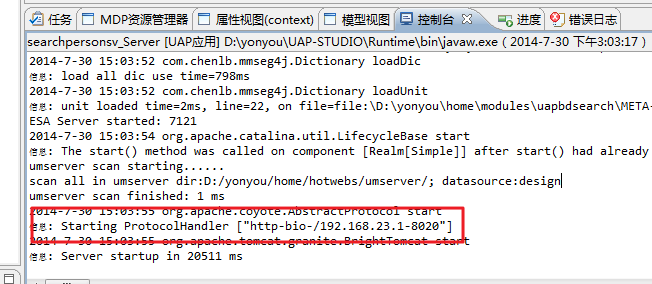 任务 MDP资源管理器 属性视图(context) 模型视图 控制台 进度 错误日志
searchpersonsv_Server [UAP应用] D:\yonyou\UAP-STUDIO\Runtime\bin\javaw.exe (2014-7-30 下午3:03:17)
2014-7-30 15:03:52 com.chenlb.mmseg4j.Dictionary loadDic
信息: load all dic use time=798ms
2014-7-30 15:03:52 com.chenlb.mmseg4j.Dictionary loadUnit
信息: unit loaded time=2ms, line=22, on file=file:\D:\yonyou\home\modules\uapbdsearch\META-
ESA Server started: 7121
2014-7-30 15:03:54 org.apache.catalina.util.LifecycleBase start
信息: The start() method was called on component [Realm[Simple]] after start() had already
umserver scan starting......
scan all in umserver dir:D:/yonyou/home/hotwebs/umserver/; datasource:design
umserver scan finished: 1 ms
2014-7-30 15:03:55 org.apache.coyote.AbstractProtocol start
信息: Starting ProtocolHandler ["http-bio-/192.168.23.1-8020"]
2014-7-30 15:03:55 org.apache.tomcat.granite.BrightTomcat start
信息: Server startup in 20511 ms